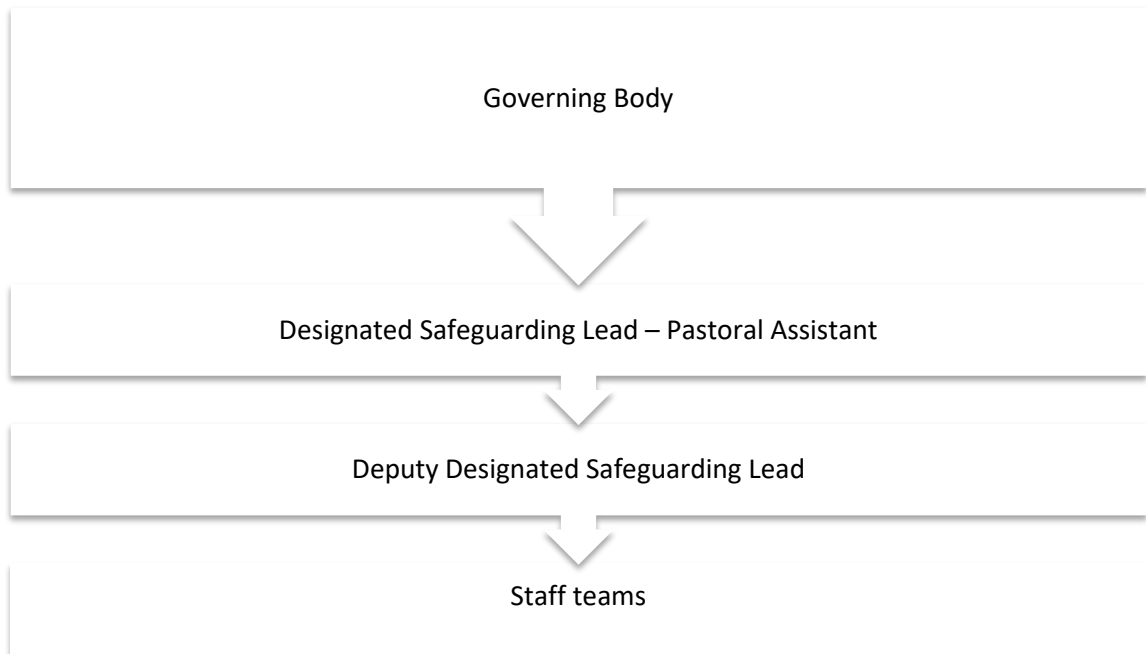 Governing Body
Designated Safeguarding Lead – Pastoral Assistant
Deputy Designated Safeguarding Lead
Staff teams